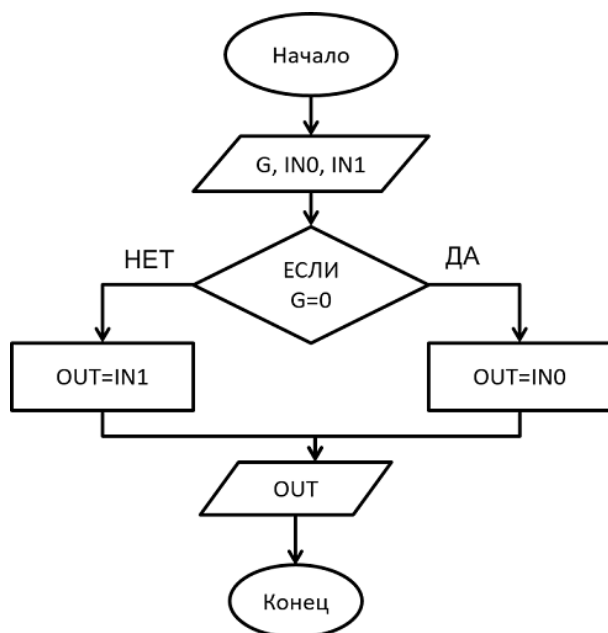 Начало
G, IN0, IN1
НЕТ
ДА
ЕСЛИ
G=0
OUT=IN1
OUT=IN0
OUT
Конец